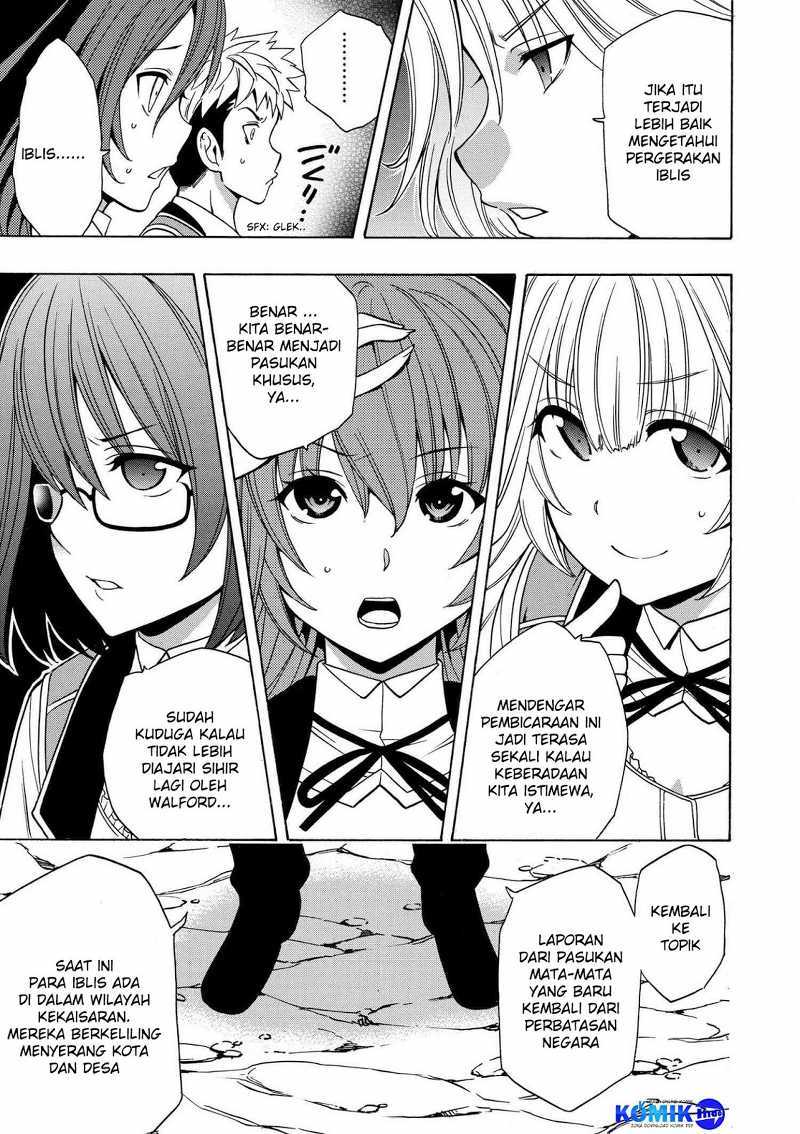 JIKA ITU
TERJADI
LEBIH BAIK
MENGETAHUI
PERGERAKAN
IBLIS
..........
IBLIS......
SFX: GLEK..
MENDENGAR
PEMBICARAAN INI
JADI TERASA
SEKALI KALAU
KEBERADAAN
KITA ISTIMEWA,
YA...
BENAR ...
KITA BENAR-
BENAR MENJADI
PASUKAN
KHUSUS,
YA...
SUDAH
KUDUGA KALAU
TIDAK LEBIH
DIAJARI SIHIR
LAGI OLEH
WALFORD...
KEMBALI
KE
TOPIK
LAPORAN
DARI PASUKAN
MATA-MATA
YANG BARU
KEMBALI DARI
PERBATASAN
NEGARA
SAAT INI
PARA IBLIS ADA
DI DALAM WILAYAH
KEKAISARAN.
MEREKA BERKELILING
MENYERANG KOTA
DAN DESA
KOMIK